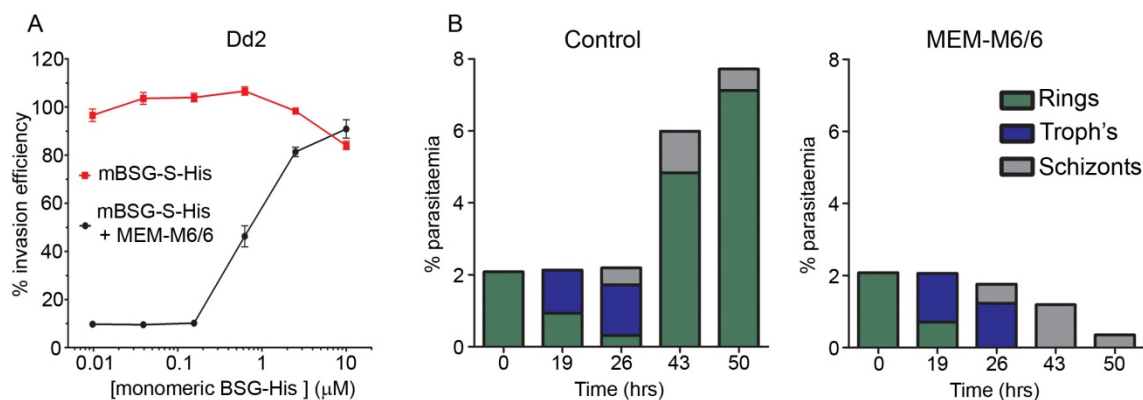 A
Dd2
% invasion efficiency
120
100
80
60
40
20
0
mBSG-S-His
mBSG-S-His
+ MEM-M6/6
0.01
0.1
1
10
[monomeric BSG-His ] (μM)
B
Control
% parasitaemia
8
6
4
2
0
0
19
26
43
50
Time (hrs)
MEM-M6/6
% parasitaemia
8
6
4
2
0
Rings
Troph's
Schizonts
0
19
26
43
50
Time (hrs)